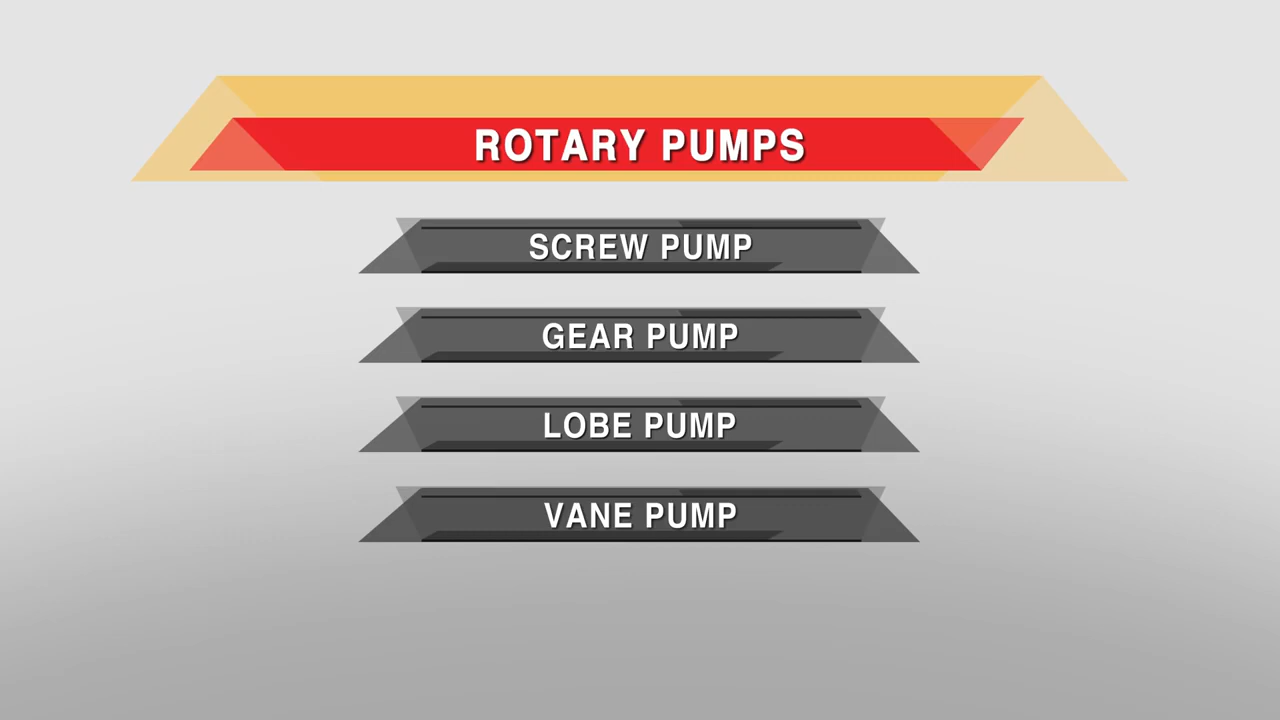 ROTARY PUMPS
SCREW PUMP
GEAR PUMP
LOBE PUMP
VANE PUMP